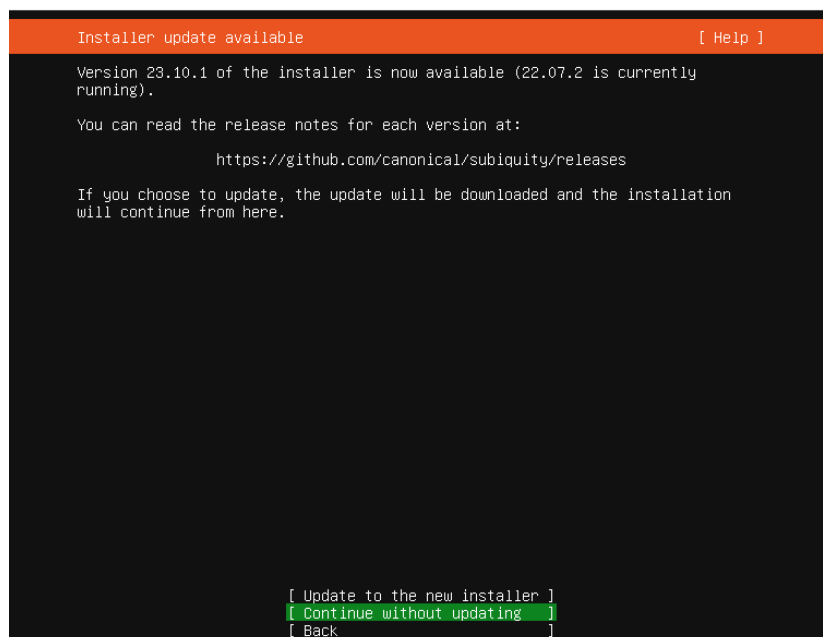 Installer update available [ Help ]
Version 23.10.1 of the installer is now available (22.07.2 is currently
running).
You can read the release notes for each version at:
https://github.com/canonical/subiquity/releases
If you choose to update, the update will be downloaded and the installation
will continue from here.
[ Update to the new installer ]
[ Continue without updating ]
[ Back ]